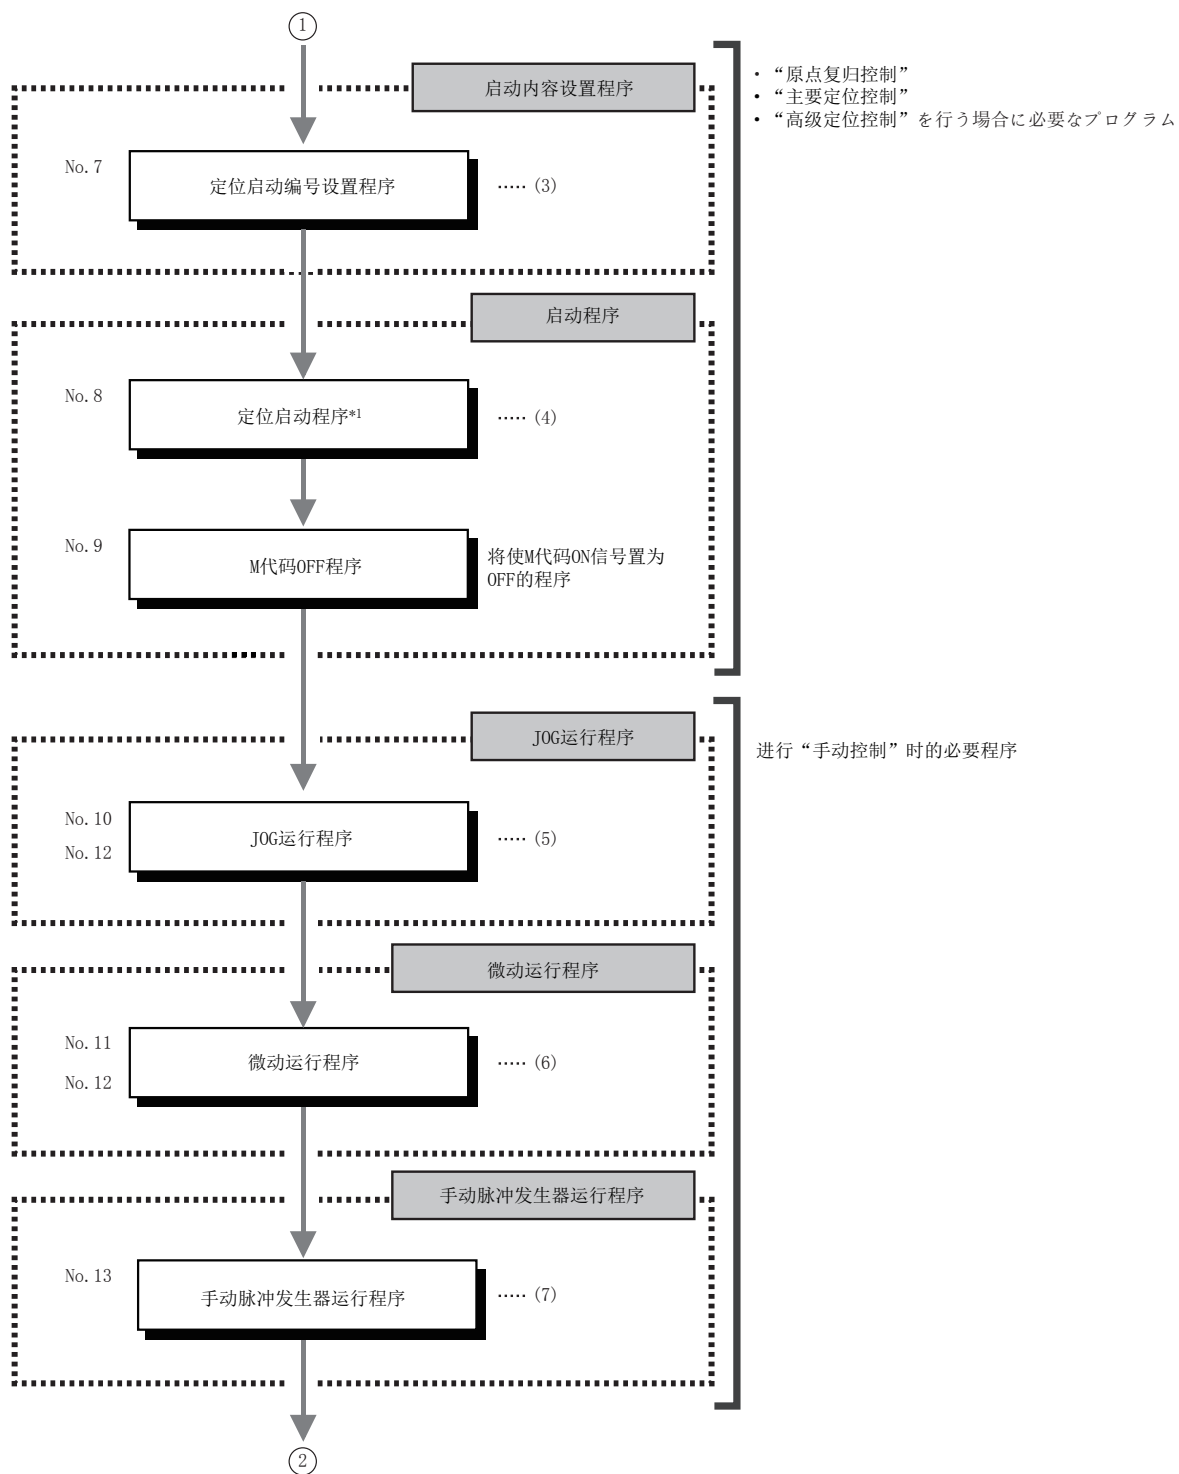 ①
启动内容设置程序
・“原点复归控制”
・“主要定位控制”
・“高级定位控制”を行う場合に必要なプログラム
No.7
定位启动编号设置程序
····· (3)
启动程序
No.8
定位启动程序*1
····· (4)
No.9
M代码OFF程序
将使M代码ON信号置为
OFF的程序
JOG运行程序
进行“手动控制”时的必要程序
No.10
No.12
JOG运行程序
····· (5)
微动运行程序
No.11
No.12
微动运行程序
····· (6)
手动脉冲发生器运行程序
No.13
手动脉冲发生器运行程序
····· (7)
②